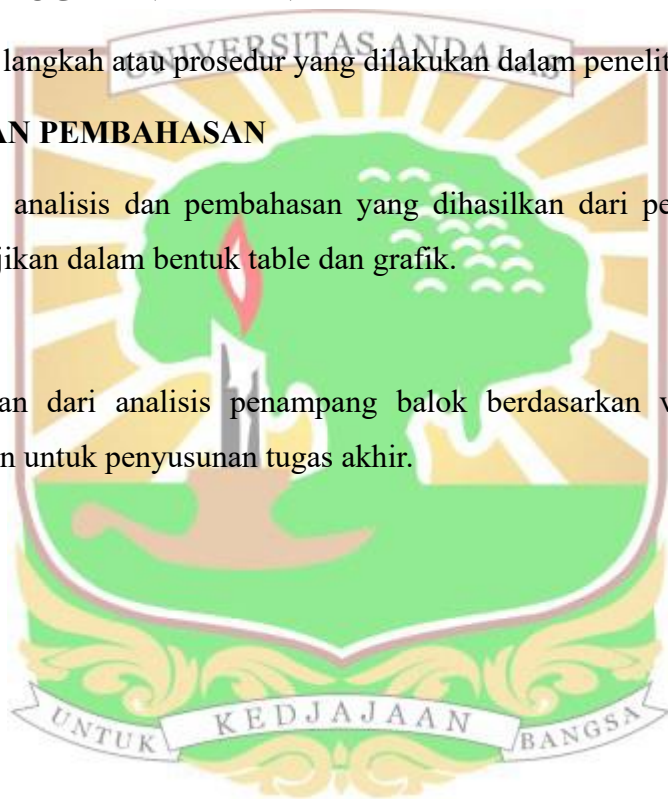 UNIVERSITAS ANDALAS
langkah atau prosedur yang dilakukan dalam penelit
AN PEMBAHASAN
analisis dan pembahasan yang dihasilkan dari pe
jikan dalam bentuk table dan grafik.
an dari analisis penampang balok berdasarkan v
n untuk penyusunan tugas akhir.
UNTUK KEDJAJAAN BANGSA